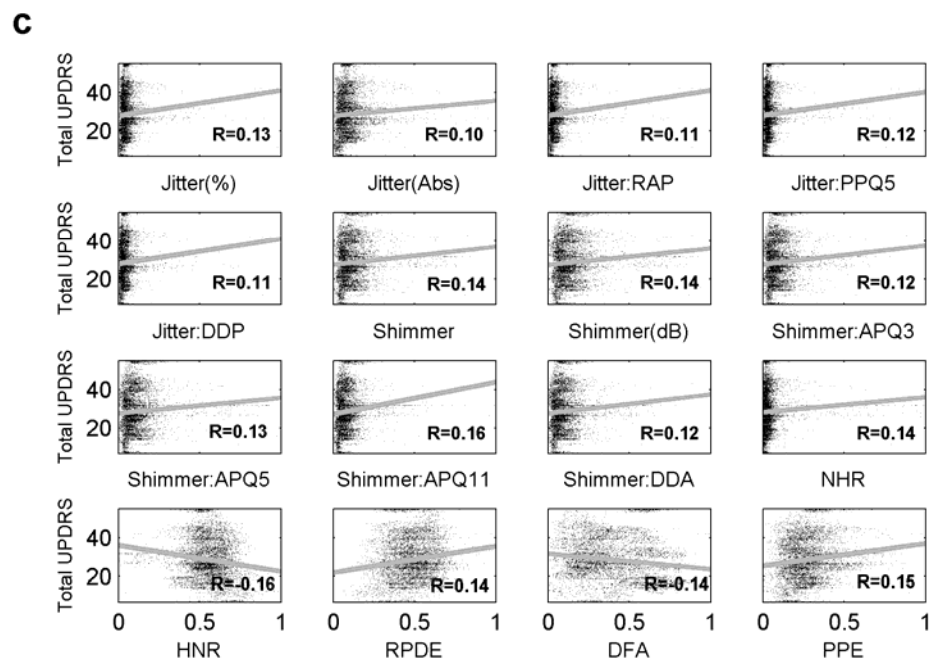 C
Total UPDRS
40
20
R=0.13
R=0.10
R=0.11
R=0.12
Jitter(%)
Jitter(Abs)
Jitter:RAP
Jitter:PPQ5
Total UPDRS
40
20
R=0.11
R=0.14
R=0.14
R=0.12
Jitter:DDP
Shimmer
Shimmer(dB)
Shimmer:APQ3
Total UPDRS
40
20
R=0.13
R=0.16
R=0.12
R=0.14
Shimmer:APQ5
Shimmer:APQ11
Shimmer:DDA
NHR
Total UPDRS
40
20
R=-0.16
R=0.14
R=-0.14
R=0.15
0 0.5 1
0 0.5 1
0 0.5 1
0 0.5 1
HNR
RPDE
DFA
PPE